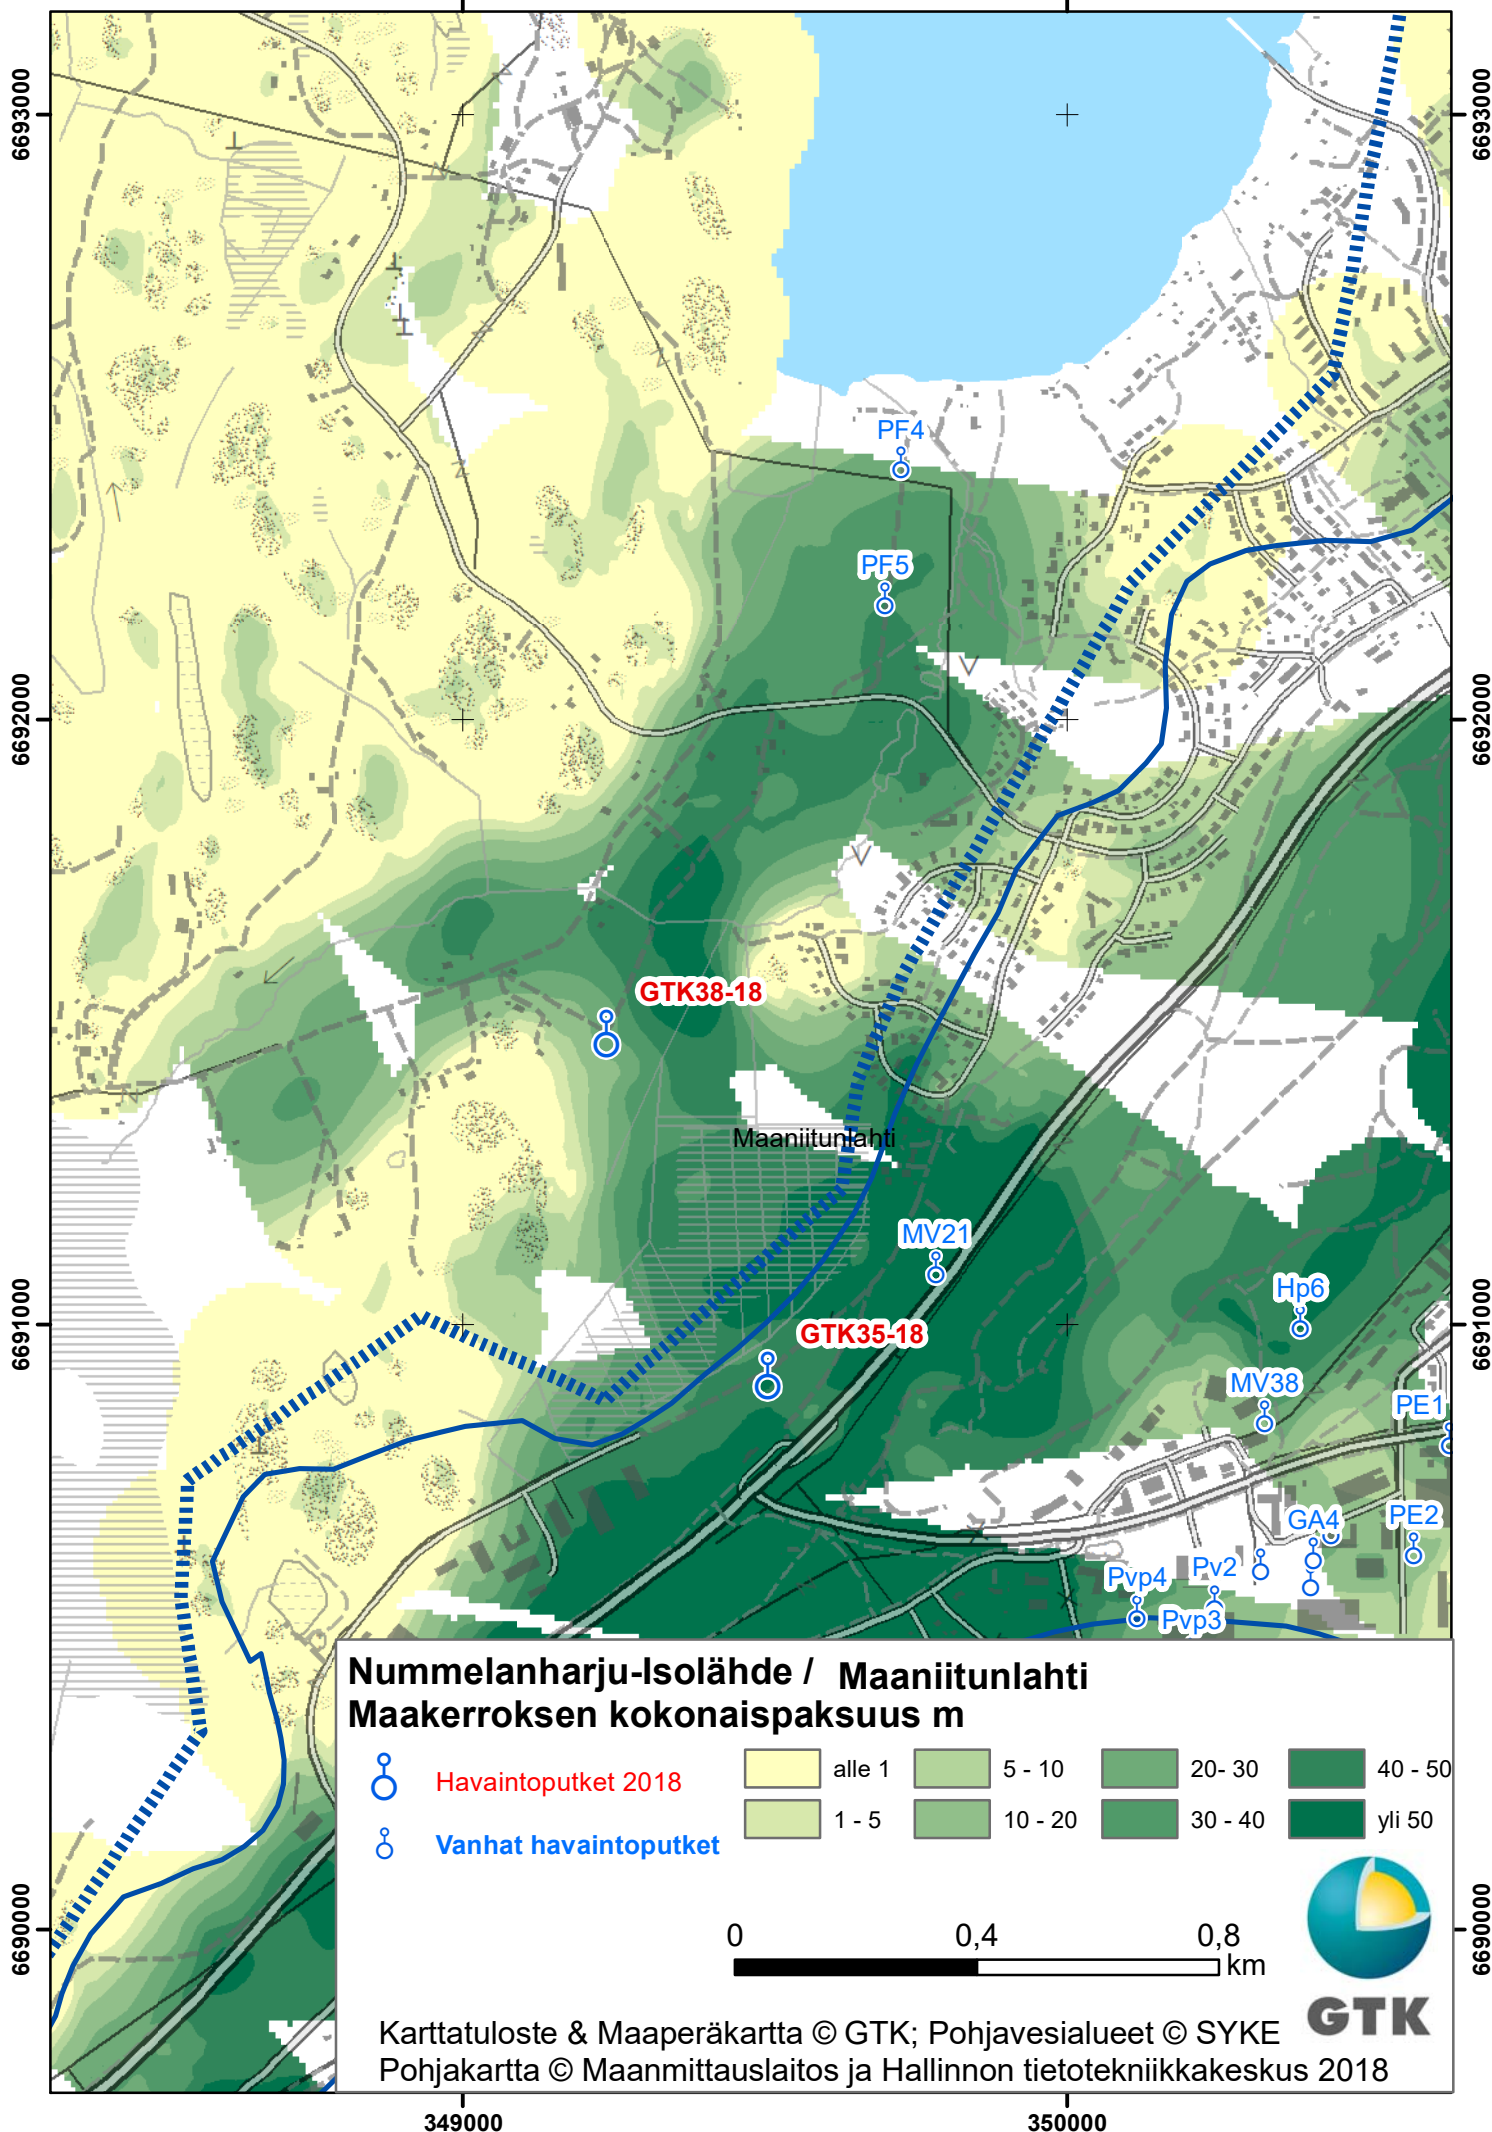 6693000
6693000
PF4
PF5
6692000
6692000
GTK38-18
Maaniitunlahti
MV21
Hp6
6691000
6691000
GTK35-18
MV38
PE1
GA4
PE2
Pvp4
Pv2
Pvp3
Nummelanharju-Isolähde / Maaniitunlahti
Maakerroksen kokonaispaksuus m
Havaintoputket 2018
Vanhat havaintoputket
alle 1
5 - 10
20- 30
40 - 50
1 - 5
10 - 20
30 - 40
yli 50
6690000
6690000
0 0,4 0,8
km
GTK
Karttatuloste & Maaperäkartta © GTK; Pohjavesialueet © SYKE
Pohjakartta © Maanmittauslaitos ja Hallinnon tietotekniikkakeskus 2018
349000
350000